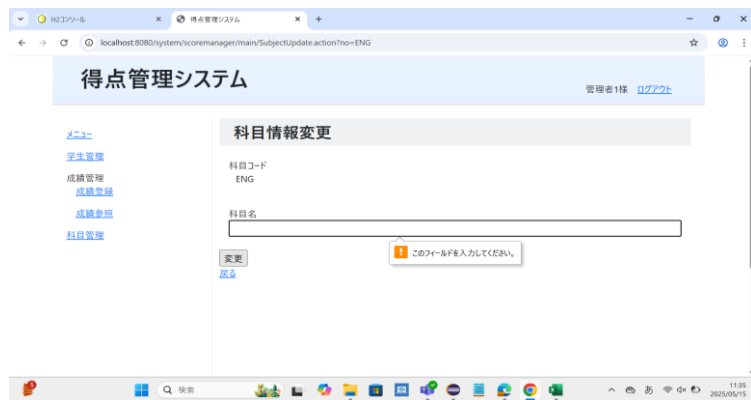 H2コンソール
得点管理システム
localhost:8080/system/scoremanager/main/SubjectUpdate.action?no=ENG
得点管理システム
管理者1様 ログアウト
メニュー
学生管理
成績管理
成績登録
成績参照
科目管理
科目情報変更
科目コード
ENG
科目名
このフィールドを入力してください。
変更
戻る
検索
あ
11:35
2025/05/15